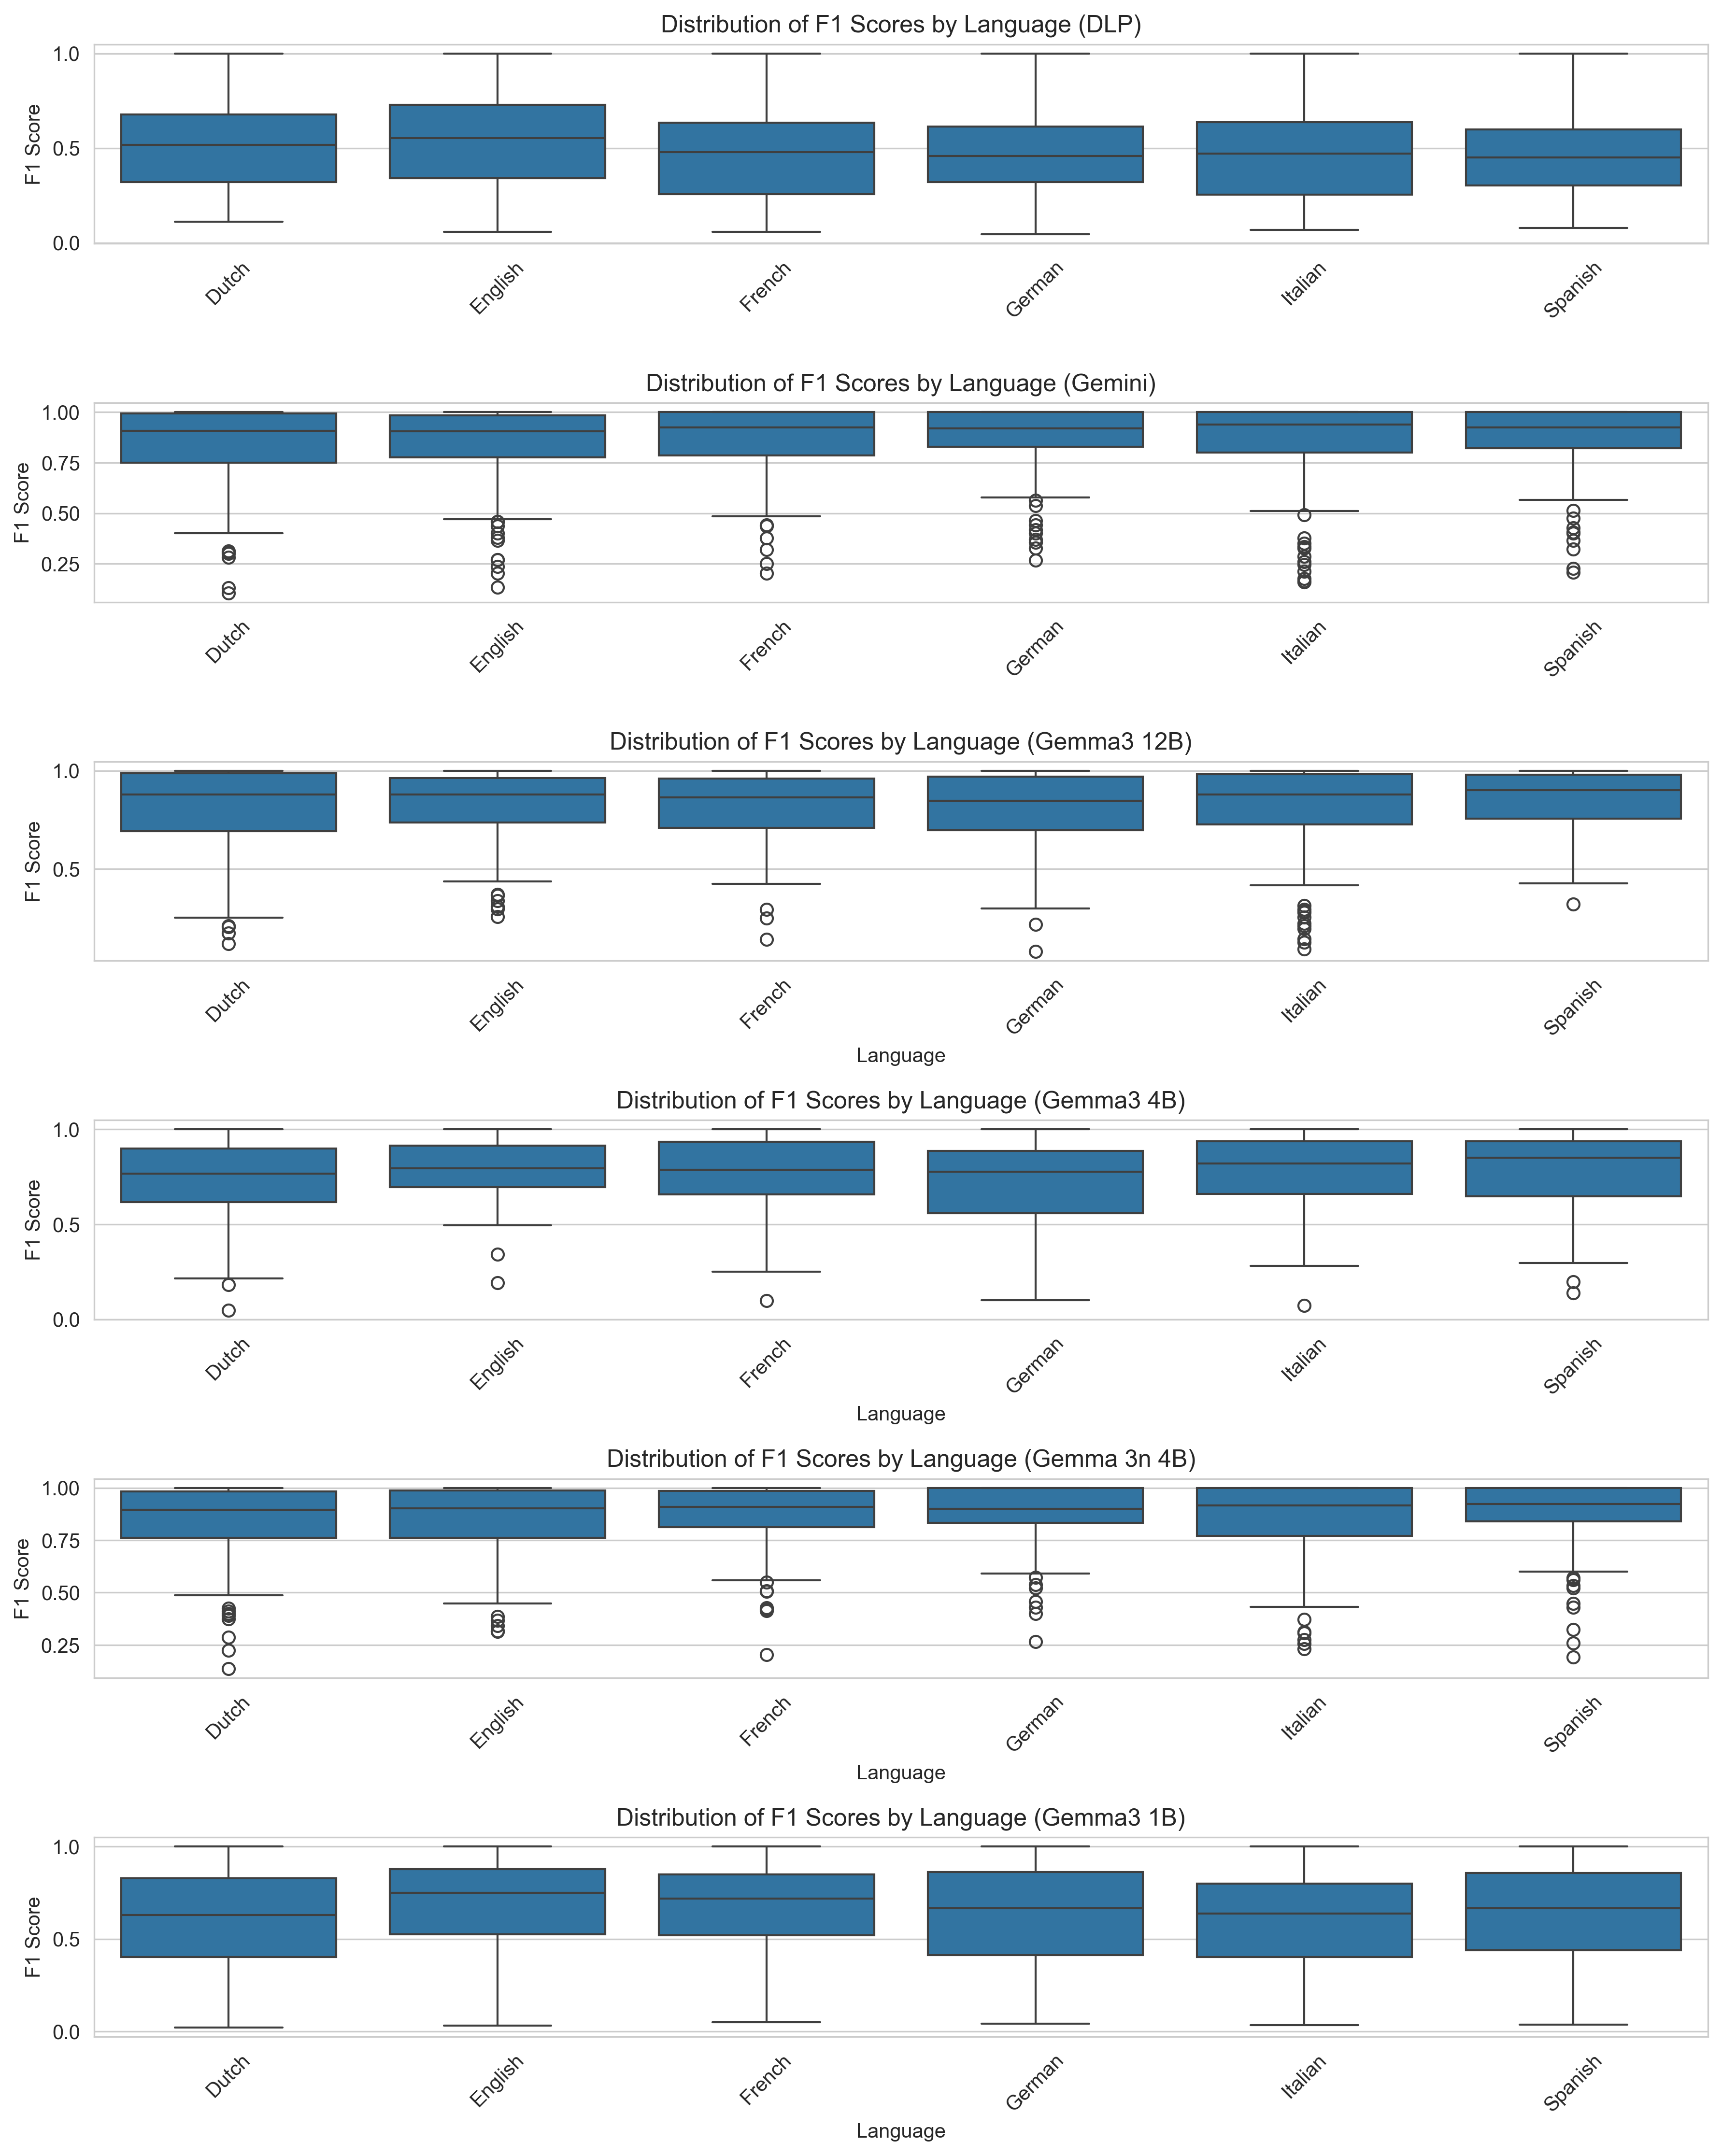 Distribution of F1 Scores by Language (DLP)
1.0
0.5
0.0
F1 Score
Dutch
English
French
German
Italian
Spanish
Distribution of F1 Scores by Language (Gemini)
1.00
0.75
0.50
0.25
F1 Score
Dutch
English
French
German
Italian
Spanish
Distribution of F1 Scores by Language (Gemma3 12B)
1.0
0.5
F1 Score
Dutch
English
French
German
Italian
Spanish
Language
Distribution of F1 Scores by Language (Gemma3 4B)
1.0
0.5
0.0
F1 Score
Dutch
English
French
German
Italian
Spanish
Language
Distribution of F1 Scores by Language (Gemma 3n 4B)
1.00
0.75
0.50
0.25
F1 Score
Dutch
English
French
German
Italian
Spanish
Language
Distribution of F1 Scores by Language (Gemma3 1B)
1.0
0.5
0.0
F1 Score
Dutch
English
French
German
Italian
Spanish
Language